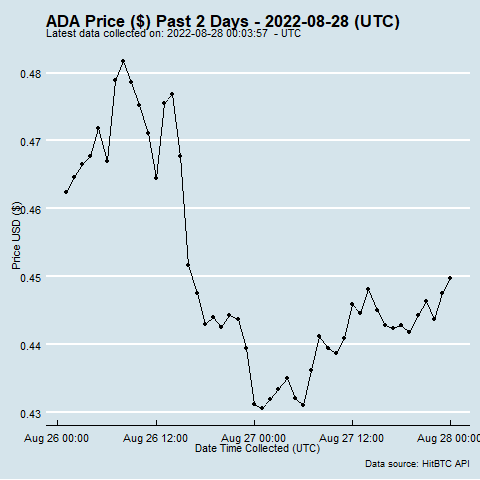 ADA Price ($) Past 2 Days - 2022-08-28 (UTC)
Latest data collected on: 2022-08-28 00:03:57 - UTC
0.48
0.47
0.46
0.45
0.44
0.43
Price USD ($)
Aug 26 00:00 Aug 26 12:00 Aug 27 00:00 Aug 27 12:00 Aug 28 00:00
Date Time Collected (UTC)
Data source: HitBTC API